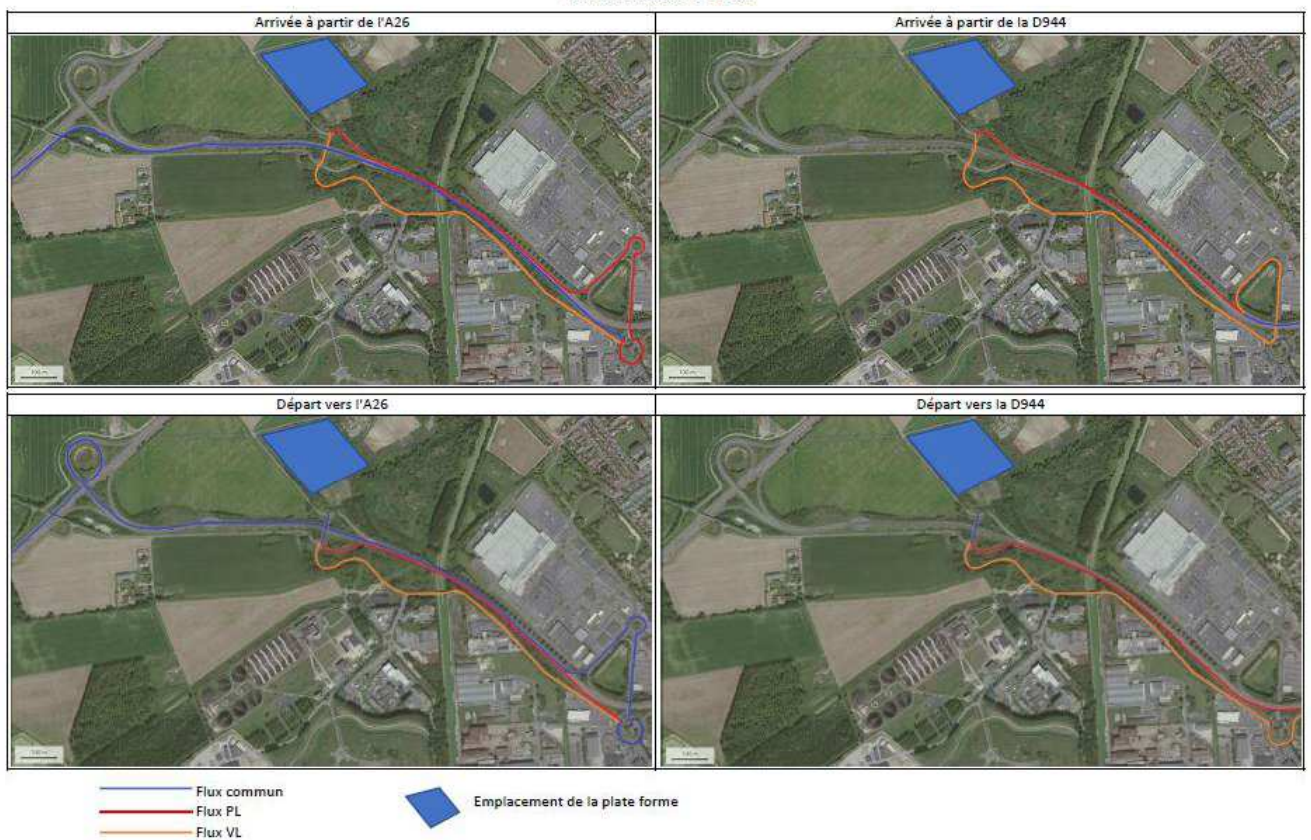 Arrivée à partir de l'A26
Arrivée à partir de la D944
Départ vers l'A26
Départ vers la D944
Flux commun
Flux PL
Flux VL
Emplacement de la plate forme